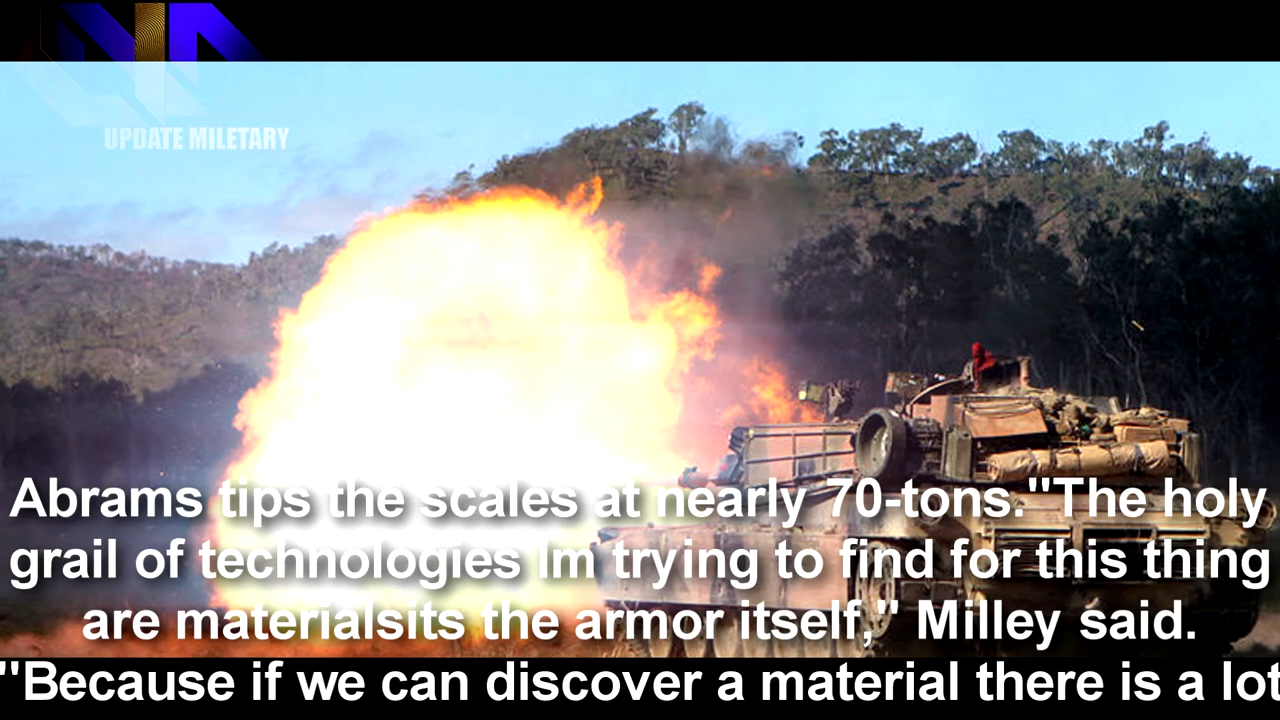 UPDATE MILETARY
Abrams tips the scales at nearly 70-tons."The holy
grail of technologies Im trying to find for this thing
are materialsits the armor itself," Milley said.
"Because if we can discover a material there is a lot